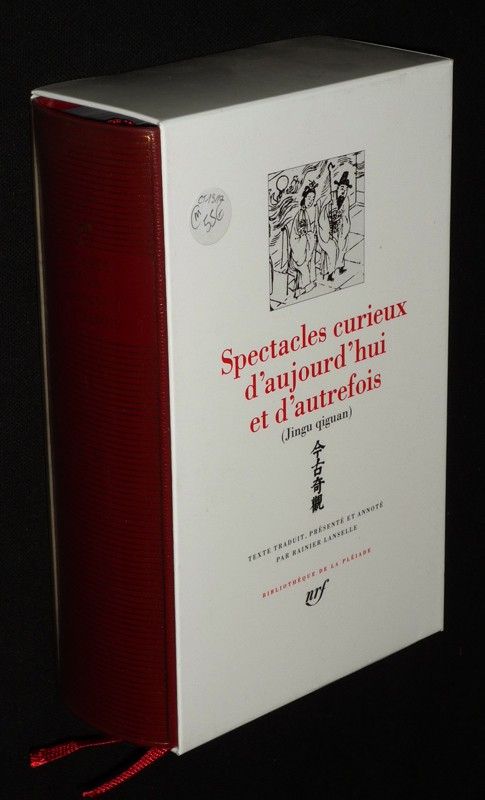 55€
Spectacles curieux
d'aujourd'hui
et d'autrefois
(Jingu qiguan)
今
古
奇
觀
TEXTE TRADUIT, PRÉSENTÉ ET ANNOTÉ
PAR RAINIER LANSELLE
BIBLIOTHÈQUE DE LA PLÉIADE
nrf